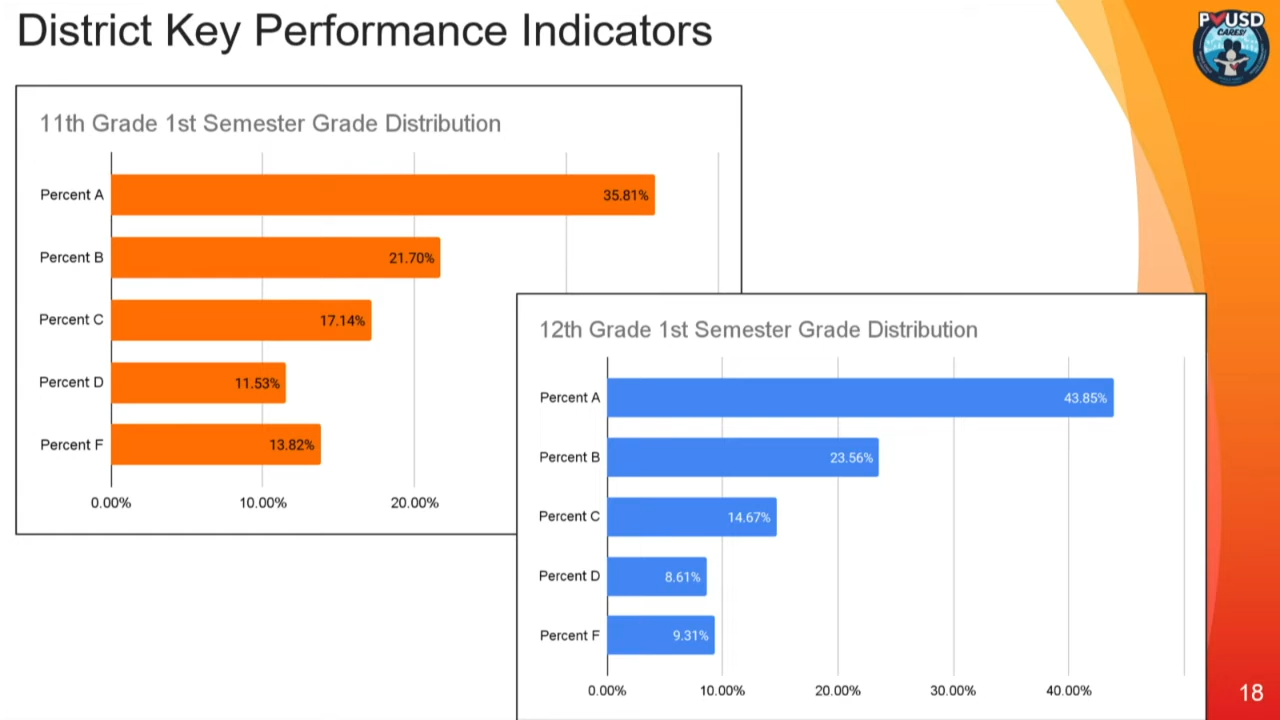 District Key Performance Indicators
PVUSD
CARES!
11th Grade 1st Semester Grade Distribution
Percent A
35.81%
Percent B
21.70%
Percent C
17.14%
Percent D
11.53%
Percent F
13.82%
0.00%
10.00%
20.00%
12th Grade 1st Semester Grade Distribution
Percent A
43.85%
Percent B
23.56%
Percent C
14.67%
Percent D
8.61%
Percent F
9.31%
0.00%
10.00%
20.00%
30.00%
40.00%
18